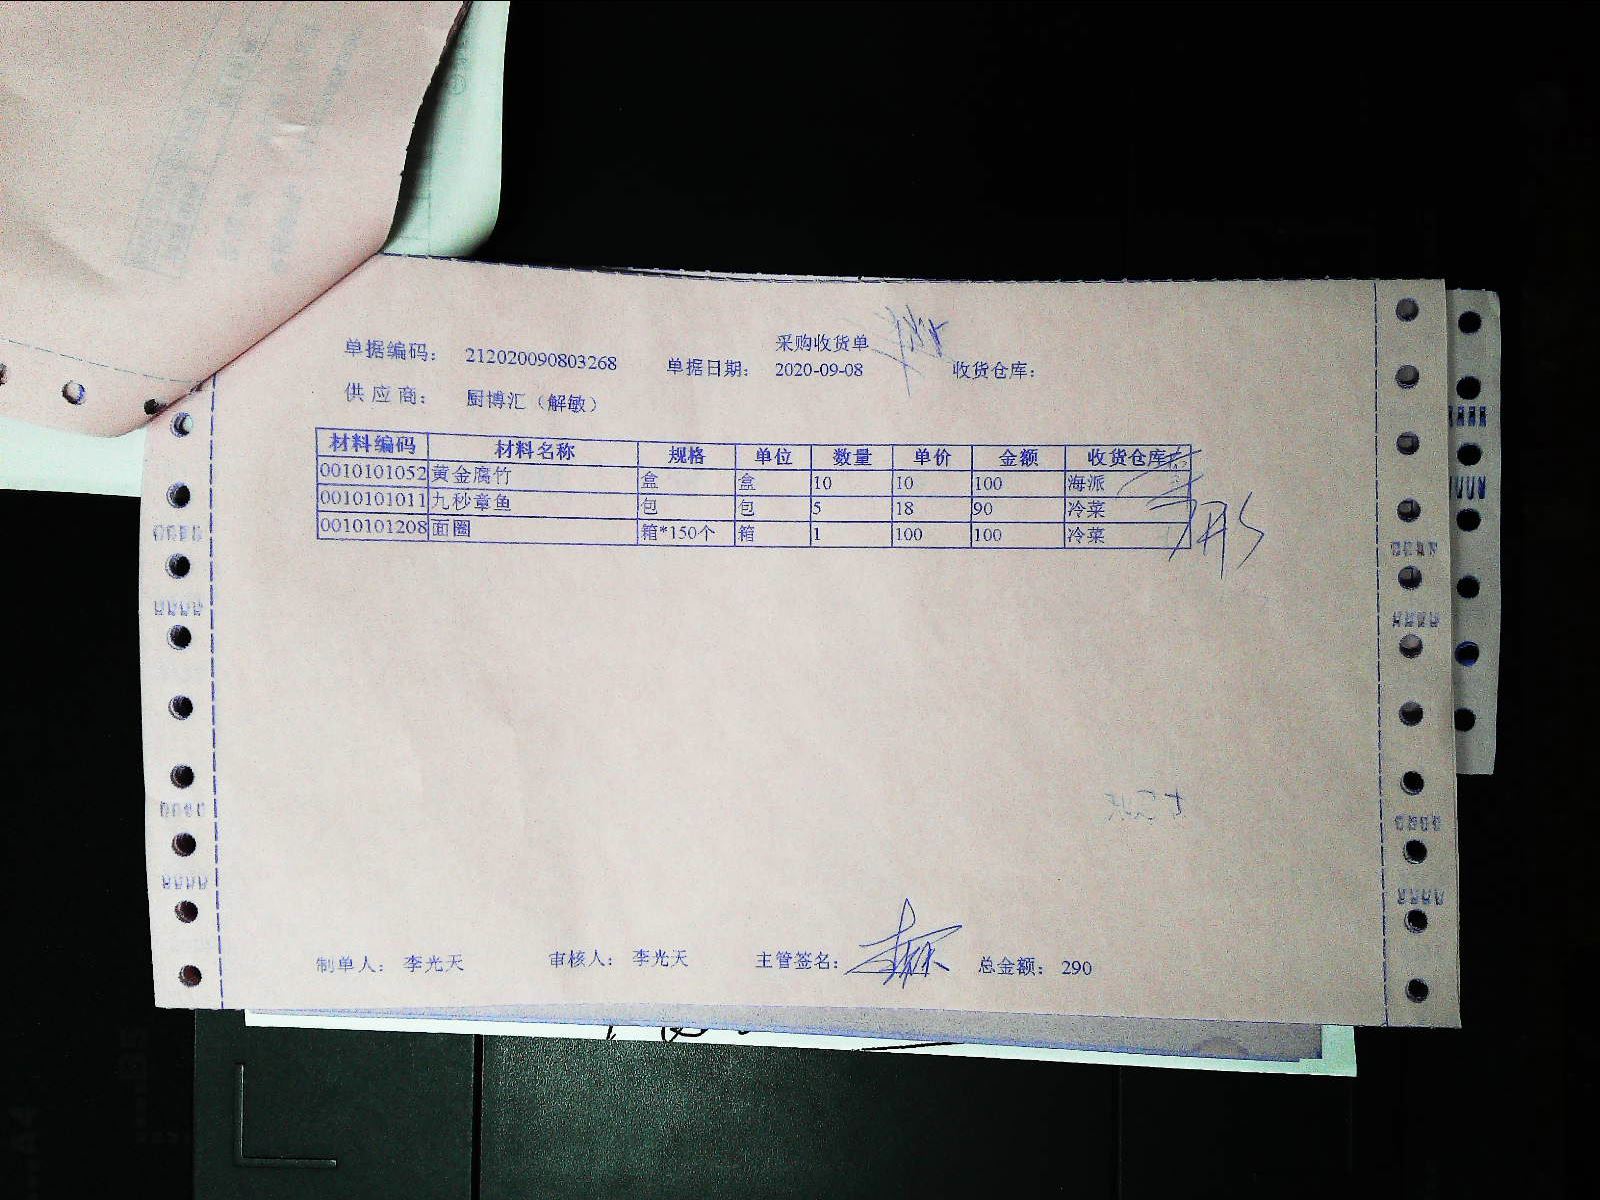 采购收货单
单据编码: 212020090803268 单据日期: 2020-09-08 收货仓库:
供应商: 厨博汇（解敏）
材料编码 材料名称 规格 单位 数量 单价 金额 收货仓库
0010101052 黄金腐竹 盒 盒 10 10 100 海派
0010101011 九秒章鱼 包 包 5 18 90 冷菜
0010101208 面圈 箱*150个 箱 1 100 100 冷菜
制单人: 李光天 审核人: 李光天 主管签名: 总金额: 290